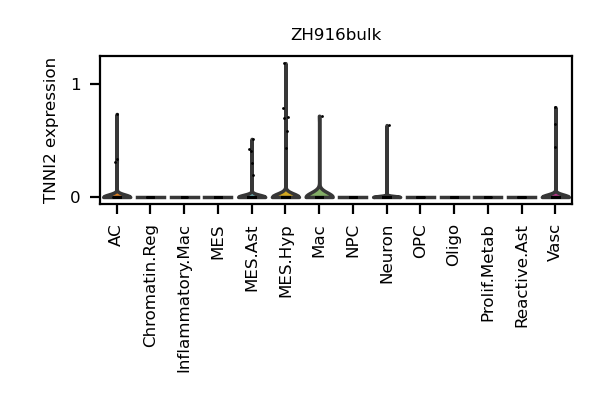 ZH916bulk
TNNI2 expression
1
0
AC
Chromatin.Reg
Inflammatory.Mac
MES
MES.Ast
MES.Hyp
Mac
NPC
Neuron
OPC
Oligo
Prolif.Metab
Reactive.Ast
Vasc